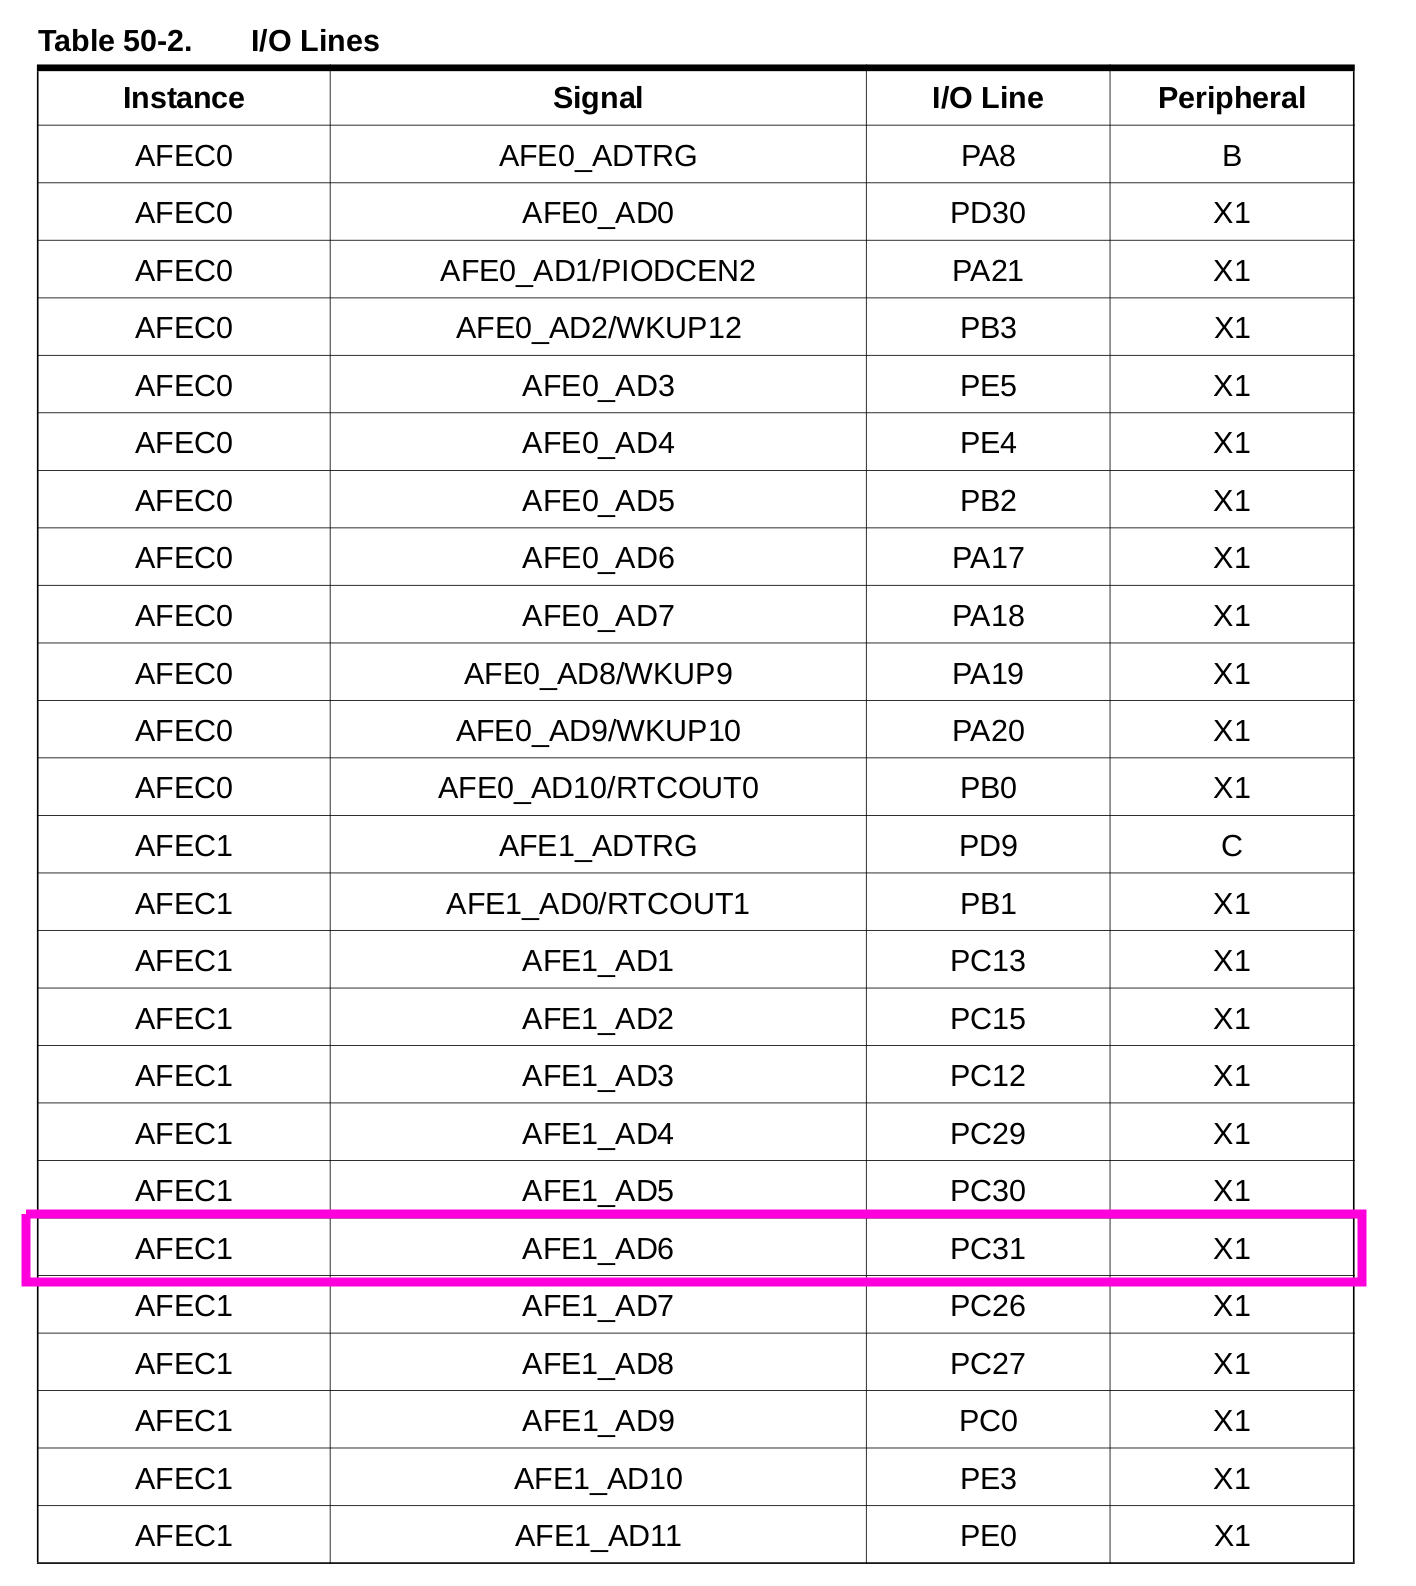 Table 50-2. I/O Lines
Instance Signal I/O Line Peripheral
AFEC0 AFE0_ADTRG PA8 B
AFEC0 AFE0_AD0 PD30 X1
AFEC0 AFE0_AD1/PIODCEN2 PA21 X1
AFEC0 AFE0_AD2/WKUP12 PB3 X1
AFEC0 AFE0_AD3 PE5 X1
AFEC0 AFE0_AD4 PE4 X1
AFEC0 AFE0_AD5 PB2 X1
AFEC0 AFE0_AD6 PA17 X1
AFEC0 AFE0_AD7 PA18 X1
AFEC0 AFE0_AD8/WKUP9 PA19 X1
AFEC0 AFE0_AD9/WKUP10 PA20 X1
AFEC0 AFE0_AD10/RTCOUT0 PB0 X1
AFEC1 AFE1_ADTRG PD9 C
AFEC1 AFE1_AD0/RTCOUT1 PB1 X1
AFEC1 AFE1_AD1 PC13 X1
AFEC1 AFE1_AD2 PC15 X1
AFEC1 AFE1_AD3 PC12 X1
AFEC1 AFE1_AD4 PC29 X1
AFEC1 AFE1_AD5 PC30 X1
AFEC1 AFE1_AD6 PC31 X1
AFEC1 AFE1_AD7 PC26 X1
AFEC1 AFE1_AD8 PC27 X1
AFEC1 AFE1_AD9 PC0 X1
AFEC1 AFE1_AD10 PE3 X1
AFEC1 AFE1_AD11 PE0 X1